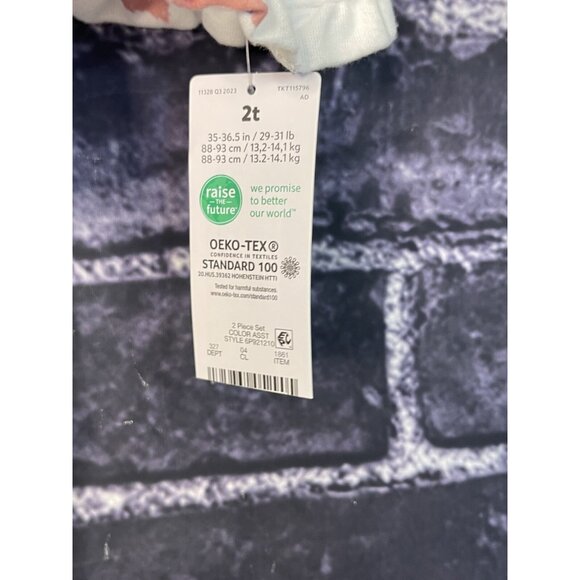 11328 Q3 2023
TKT115796
AD
2t
35-36.5 in / 29-31 lb
88-93 cm / 13,2-14,1 kg
88-93 cm / 13.2-14.1 kg
raise
THE
future
we promise
to better
our world™
OEKO-TEX®
CONFIDENCE IN TEXTILES
STANDARD 100
20.HUS.39362 HOHENSTEIN HTTI
Tested for harmful substances.
www.oeko-tex.com/standard100
2 Piece Set
COLOR ASST
STYLE 6P921210
327 04 1861
DEPT CL ITEM